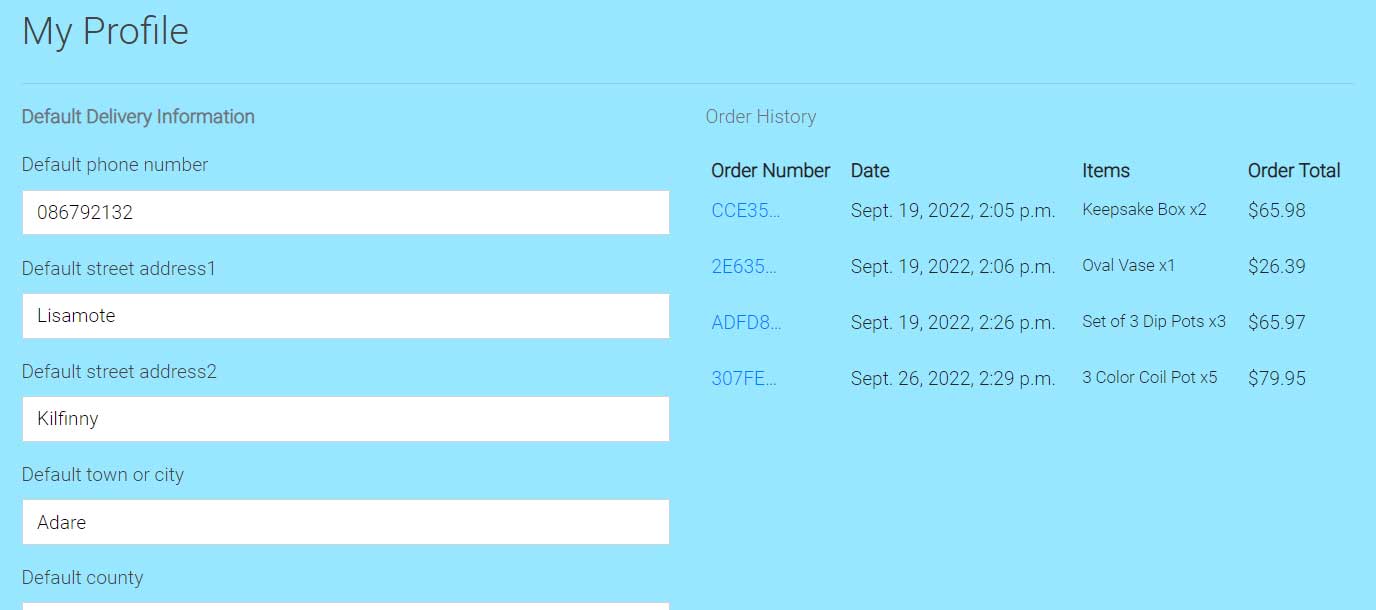 My Profile
Default Delivery Information
Default phone number
086792132
Default street address1
Lisamote
Default street address2
Kilfinny
Default town or city
Adare
Default county
Order History
Order Number Date Items Order Total
CCE35... Sept. 19, 2022, 2:05 p.m. Keepsake Box x2 $65.98
2E635... Sept. 19, 2022, 2:06 p.m. Oval Vase x1 $26.39
ADFD8... Sept. 19, 2022, 2:26 p.m. Set of 3 Dip Pots x3 $65.97
307FE... Sept. 26, 2022, 2:29 p.m. 3 Color Coil Pot x5 $79.95